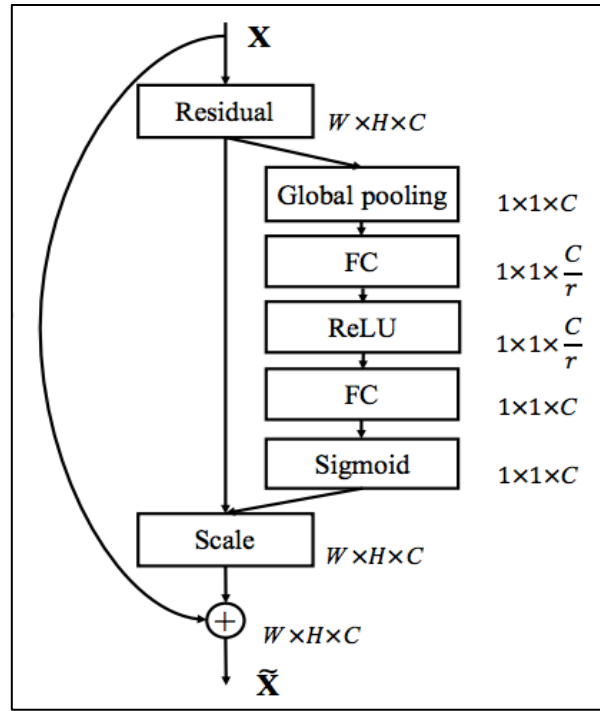 X
Residual
W×H×C
Global pooling
1×1×C
FC
1×1×C/r
ReLU
1×1×C/r
FC
1×1×C
Sigmoid
1×1×C
Scale
W×H×C
+
W×H×C
X̃